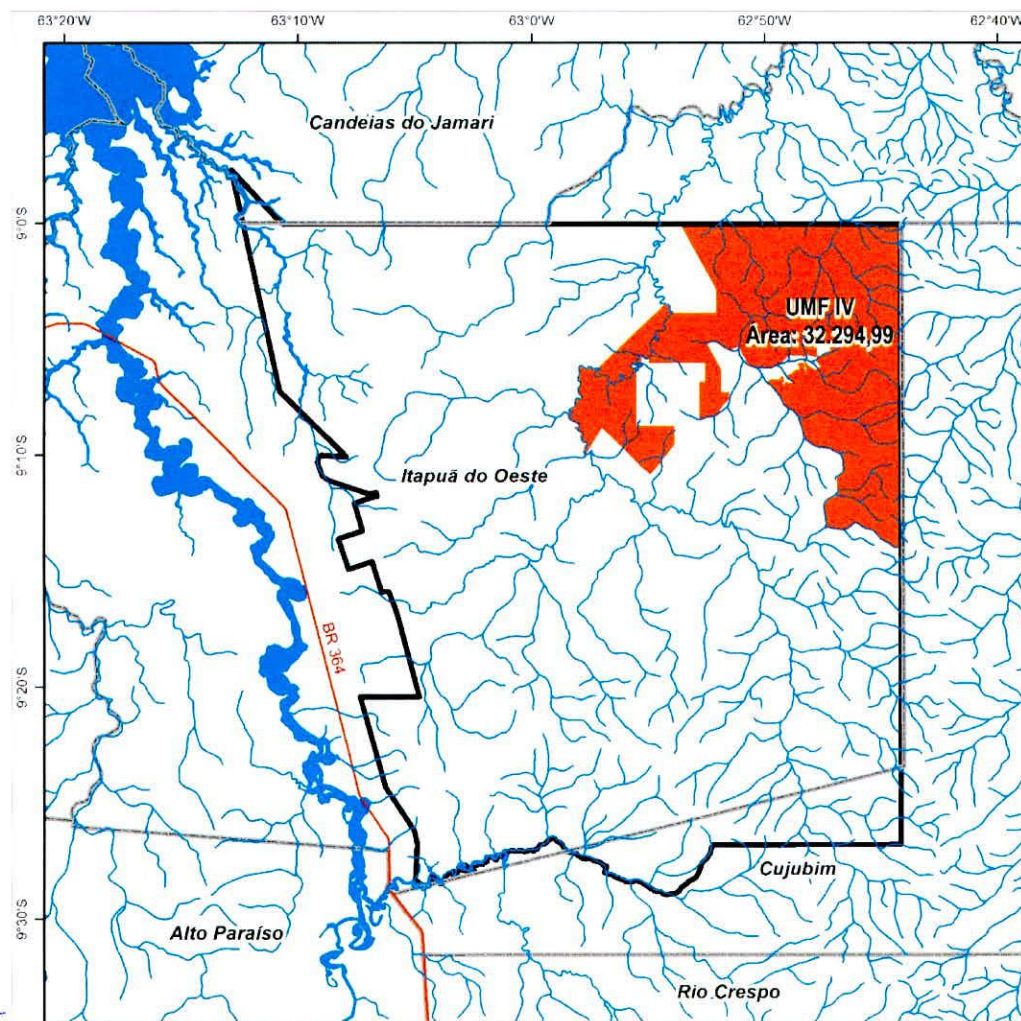 63°20'W 63°10'W 63°0'W 62°50'W 62°40'W
Candeias do Jamari
9°0'S
UMF IV
Área: 32.294,99
9°10'S
Itapuã do Oeste
BR 364
9°20'S
Cujubim
9°30'S
Alto Paraíso
Rio Crespo